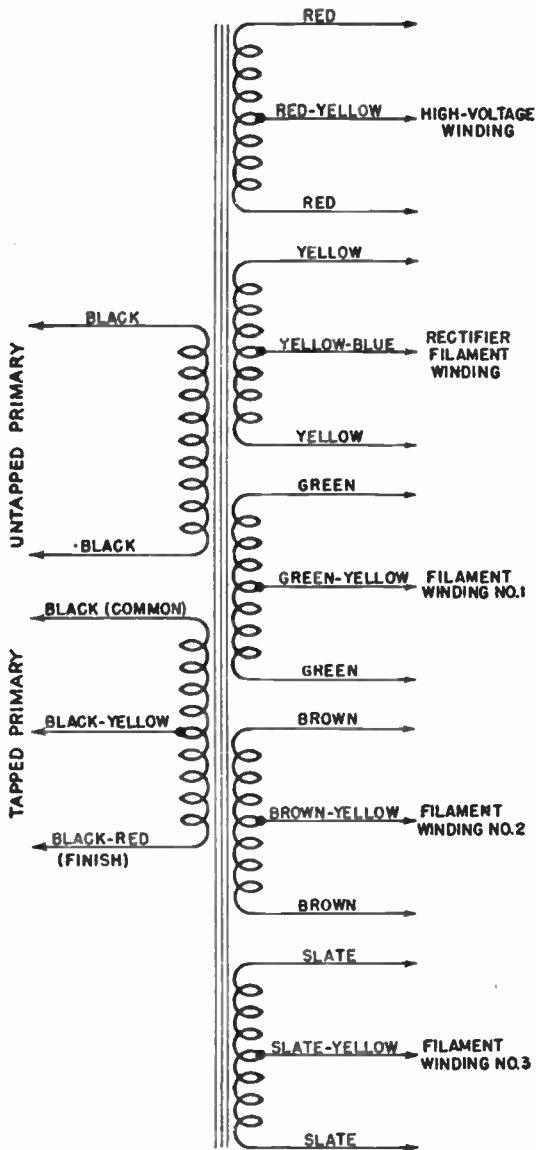 RED
RED-YELLOW
HIGH-VOLTAGE
WINDING
RED
YELLOW
YELLOW-BLUE
RECTIFIER
FILAMENT
WINDING
YELLOW
UNTAPPED PRIMARY
BLACK
BLACK
GREEN
GREEN-YELLOW
FILAMENT
WINDING NO.1
GREEN
TAPPED PRIMARY
BLACK (COMMON)
BLACK-YELLOW
BLACK-RED
(FINISH)
BROWN
BROWN-YELLOW
FILAMENT
WINDING NO.2
BROWN
SLATE
SLATE-YELLOW
FILAMENT
WINDING NO.3
SLATE